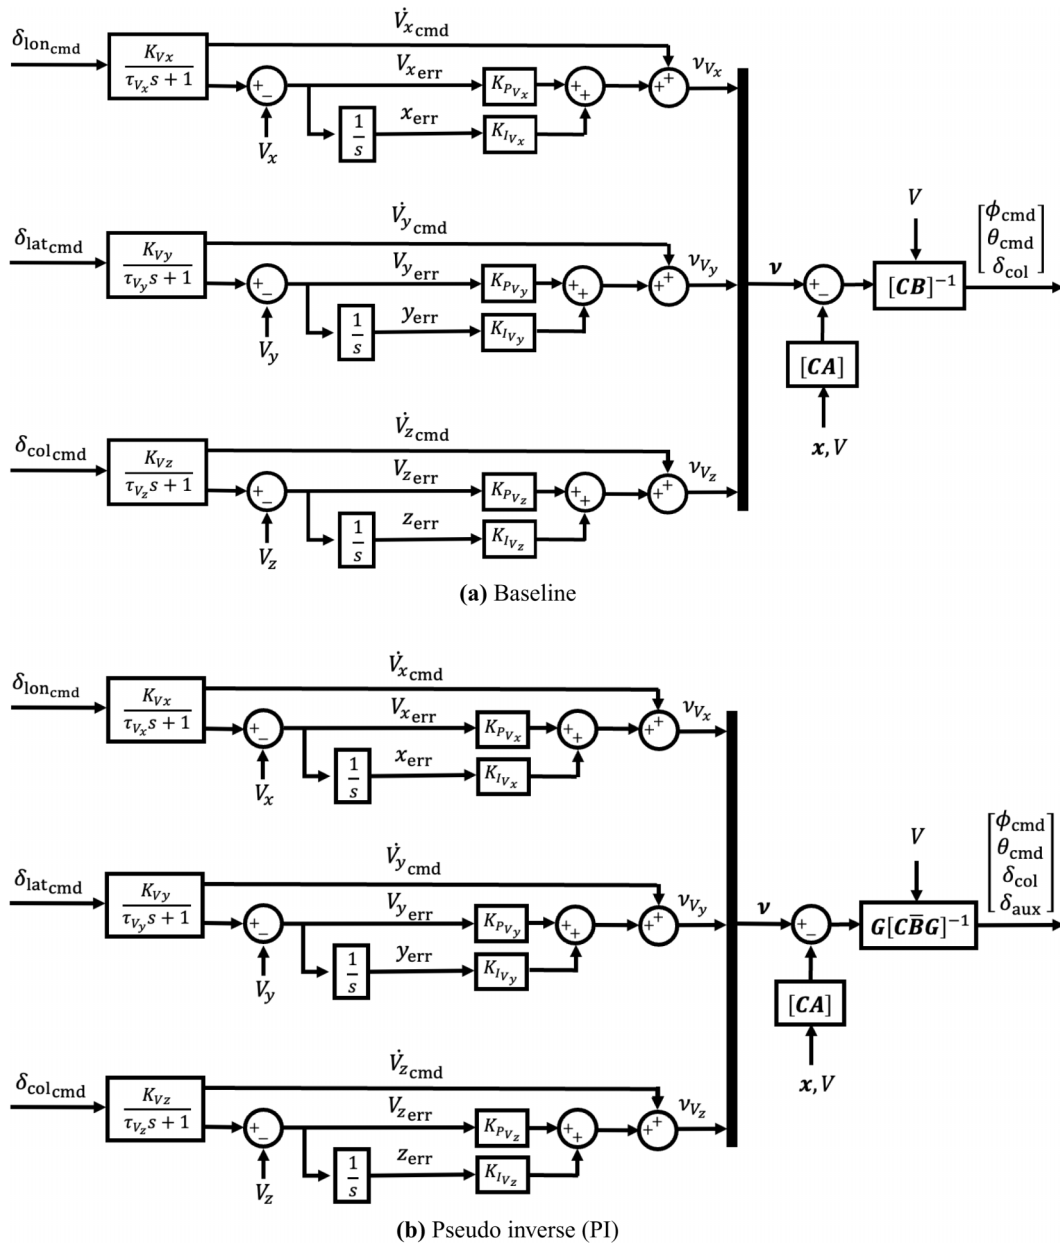 V̇_x_cmd
δ_lon_cmd
K_Vx / (τ_Vx s + 1)
V_x_err
K_P_Vx
ν_Vx
+ − + + + +
x_err
1/s
K_I_Vx
V_x
V̇_y_cmd
δ_lat_cmd
K_Vy / (τ_Vy s + 1)
V_y_err
K_P_Vy
ν_Vy
+ − + + + +
y_err
1/s
K_I_Vy
V_y
V
[ϕ_cmd θ_cmd δ_col]
ν
+ −
[CB]^−1
[CA]
x, V
V̇_z_cmd
δ_col_cmd
K_Vz / (τ_Vz s + 1)
V_z_err
K_P_Vz
ν_Vz
+ − + + + +
z_err
1/s
K_I_Vz
V_z
(a) Baseline
V̇_x_cmd
δ_lon_cmd
K_Vx / (τ_Vx s + 1)
V_x_err
K_P_Vx
ν_Vx
+ − + + + +
x_err
1/s
K_I_Vx
V_x
V̇_y_cmd
δ_lat_cmd
K_Vy / (τ_Vy s + 1)
V_y_err
K_P_Vy
ν_Vy
+ − + + + +
y_err
1/s
K_I_Vy
V_y
V
[ϕ_cmd θ_cmd δ_col δ_aux]
ν
+ −
G[CB̅G]^−1
[CA]
x, V
V̇_z_cmd
δ_col_cmd
K_Vz / (τ_Vz s + 1)
V_z_err
K_P_Vz
ν_Vz
+ − + + + +
z_err
1/s
K_I_Vz
V_z
(b) Pseudo inverse (PI)